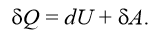 δQ = dU + δA.